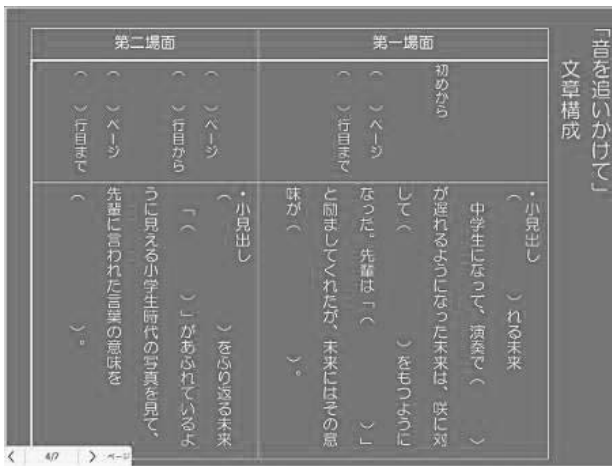 「音を追いかけて」
文章構成
第一場面
初めから
（　　）ページ
（　　）行目まで
・小見出し
（　　　　　）れる未来
中学生になって、演奏で（　　　　）
が遅れるようになった未来は、咲に対
して（　　　　　　）をもつように
なった。先輩は「（　　　　　　）」
と励ましてくれたが、未来にはその意
味が（　　　　　　）。
第二場面
（　　）ページ
（　　）行目から
（　　）ページ
（　　）行目まで
・小見出し
（　　　　　　　）をふり返る未来
「（　　　　　）」があふれているよ
うに見える小学生時代の写真を見て、
先輩に言われた言葉の意味を
（　　　　　　　）。
4/7 ページ